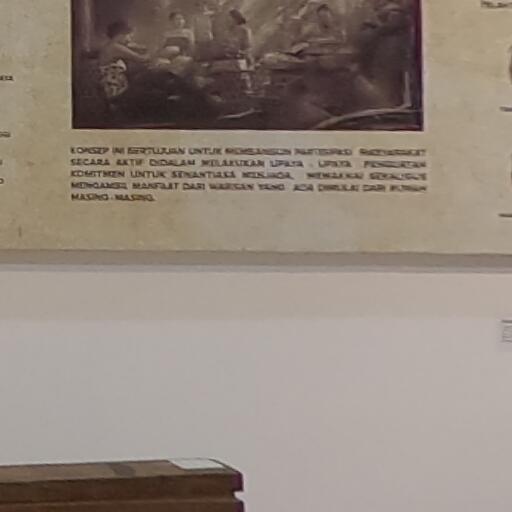 KONSEP INI BERTUJUAN UNTUK MEMBANGUN PARTISIPASI MASYARAKAT
SECARA AKTIF DIDALAM MELAKUKAN UPAYA - UPAYA PENGUATAN
KOMITMEN UNTUK SENANTIASA MENJAGA, MEMAKNAI SEKALIGUS
MENGAMBIL MANFAAT DARI WARISAN YANG ADA DIMULAI DARI RUMAH
MASING - MASING.